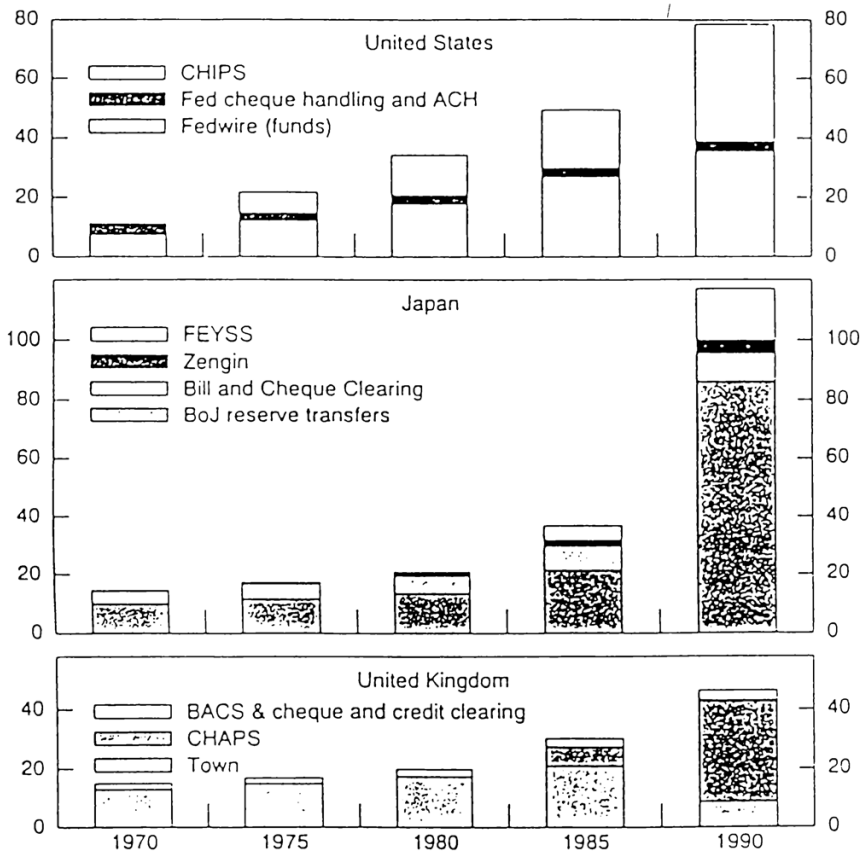 80 80
United States
CHIPS
60 60
Fed cheque handling and ACH
Fedwire (funds)
40 40
20 20
0 0
Japan
FEYSS
100 100
Zengin
Bill and Cheque Clearing
80 80
BoJ reserve transfers
60 60
40 40
20 20
0 0
United Kingdom
BACS & cheque and credit clearing
40 40
CHAPS
Town
20 20
0 0
1970 1975 1980 1985 1990